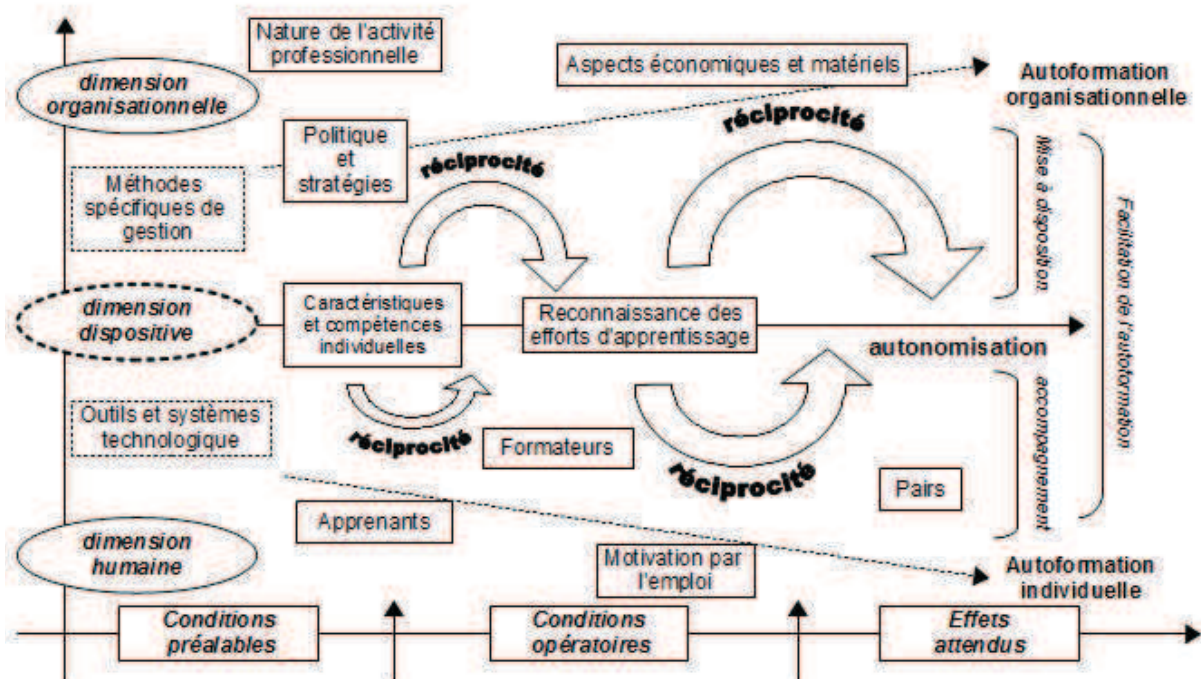 Nature de l'activité
professionnelle
Aspects économiques et matériels
Autoformation
organisationnelle
dimension
organisationnelle
réciprocité
Politique
et
stratégies
réciprocité
Méthodes
spécifiques de
gestion
Mise à disposition
Facilitation de l'autoformation
dimension
dispositive
Caractéristiques
et compétences
individuelles
Reconnaissance des
efforts d'apprentissage
autonomisation
Outils et systèmes
technologique
réciprocité
Formateurs
réciprocité
Pairs
accompagnement
Apprenants
dimension
humaine
Motivation par
l'emploi
Autoformation
individuelle
Conditions
préalables
Conditions
opératoires
Effets
attendus